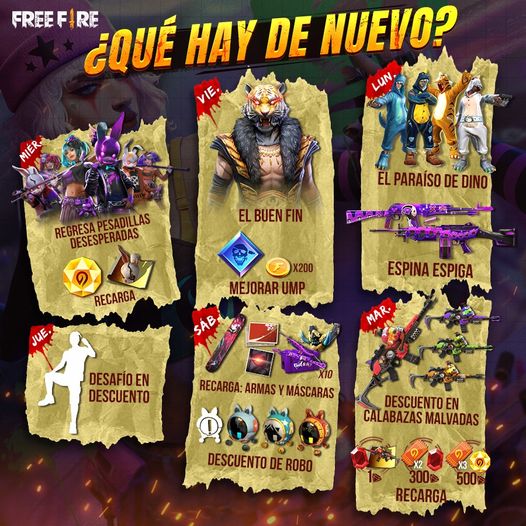 FREE FIRE
¿QUÉ HAY DE NUEVO?
MIÉR.
REGRESA PESADILLAS
DESESPERADAS
RECARGA
VIE.
EL BUEN FIN
X200
MEJORAR UMP
LUN.
EL PARAÍSO DE DINO
ESPINA ESPIGA
JUE.
DESAFÍO EN
DESCUENTO
SÁB.
X10
RECARGA: ARMAS Y MÁSCARAS
DESCUENTO DE ROBO
MAR.
DESCUENTO EN
CALABAZAS MALVADAS
X2 X3
1 300 500
RECARGA